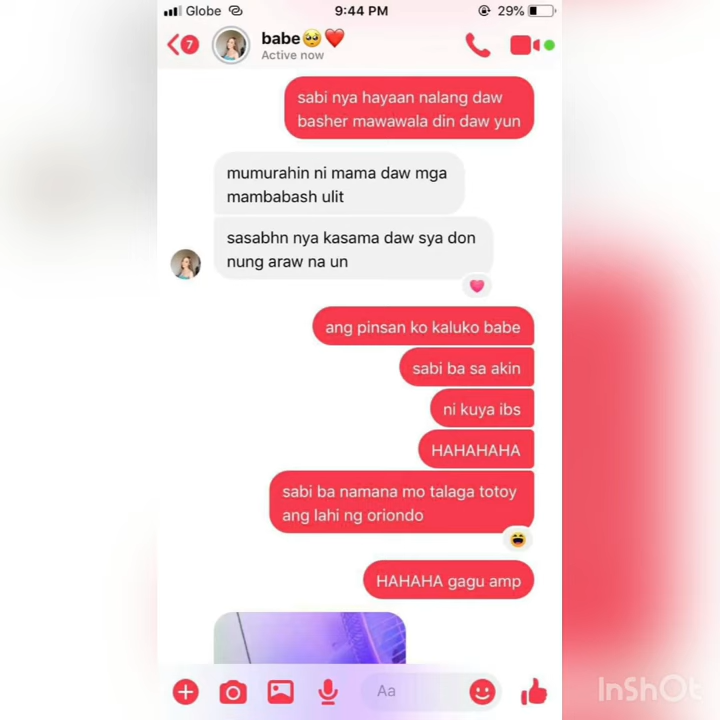 Globe
9:44 PM
29%
7
babe🥺❤️
Active now
sabi nya hayaan nalang daw
basher mawawala din daw yun
mumurahin ni mama daw mga
mambabash ulit
sasabhn nya kasama daw sya don
nung araw na un
ang pinsan ko kaluko babe
sabi ba sa akin
ni kuya ibs
HAHAHAHA
sabi ba namana mo talaga totoy
ang lahi ng oriondo
HAHAHA gagu amp
Aa
InShOt